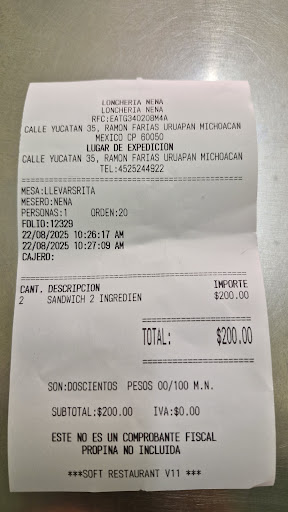 LONCHERIA NENA
LONCHERIA NENA
RFC:EATG340208M4A
CALLE YUCATAN 35, RAMON FARIAS URUAPAN MICHOACAN
MEXICO CP 60050
LUGAR DE EXPEDICION
CALLE YUCATAN 35, RAMON FARIAS URUAPAN MICHOACAN
TEL:4525244922
MESA:LLEVARSRITA
MESERO:NENA
PERSONAS:1 ORDEN:20
FOLIO:12329
22/08/2025 10:26:17 AM
22/08/2025 10:27:09 AM
CAJERO:
CANT. DESCRIPCION IMPORTE
2 SANDWICH 2 INGREDIEN $200.00
TOTAL: $200.00
SON:DOSCIENTOS PESOS 00/100 M.N.
SUBTOTAL:$200.00 IVA:$0.00
ESTE NO ES UN COMPROBANTE FISCAL
PROPINA NO INCLUIDA
***SOFT RESTAURANT V11 ***